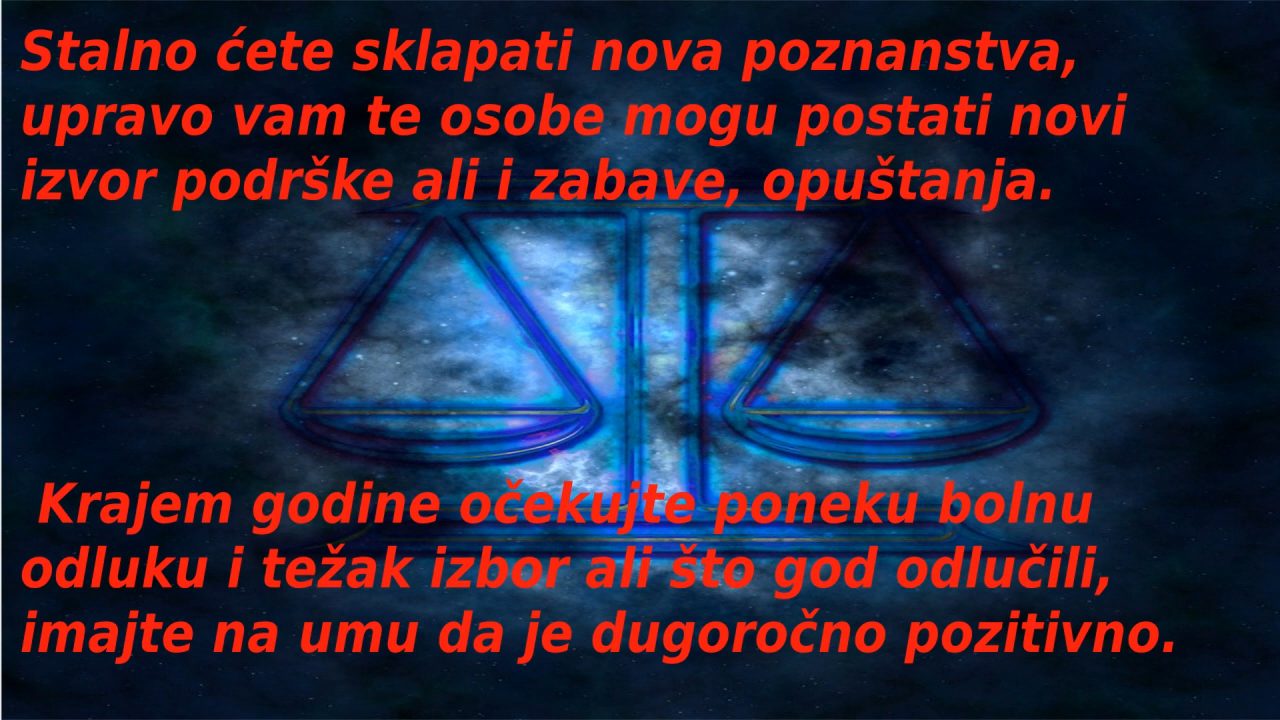 Stalno ćete sklapati nova poznanstva,
upravo vam te osobe mogu postati novi
izvor podrške ali i zabave, opuštanja.
Krajem godine očekujte poneku bolnu
odluku i težak izbor ali što god odlučili,
imajte na umu da je dugoročno pozitivno.